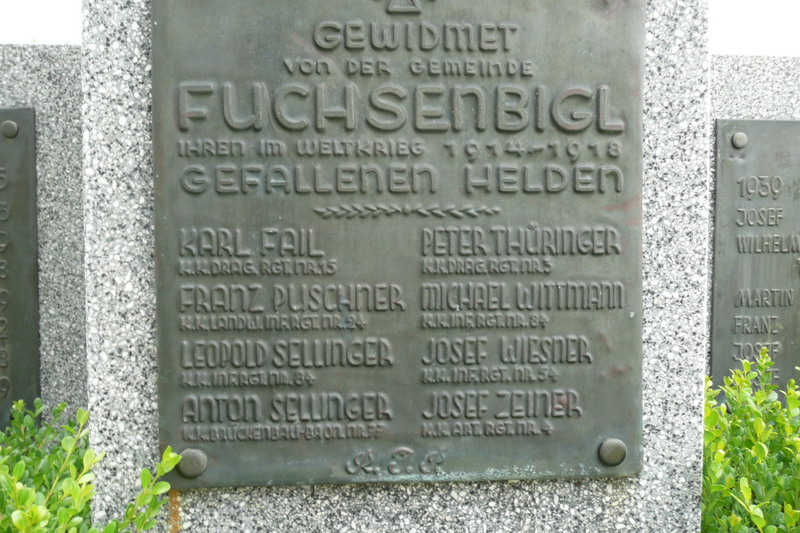 GEWIDMET
VON DER GEMEINDE
FUCHSENBIGL
IHREN IM WELTKRIEG 1914-1918
GEFALLENEN HELDEN
KARL FAIL
K.K. DRAG. RGT. NR. 15
FRANZ PUSCHNER
K.K. LANDW. INF. RGT. NR. 24
LEOPOLD SELLINGER
K.K. INF. RGT. NR. 84
ANTON SELLINGER
K.K. BRÜCKENBAU-BAON. NR.
PETER THÜRINGER
K.K. DRAG. RGT. NR. 3
MICHAEL WITTMANN
K.K. INF. RGT. NR. 84
JOSEF WIESNER
K.K. INF. RGT. NR. 54
JOSEF ZEINER
K.K. ART. RGT. NR. 4
R.I.P.
1939
JOSEF
WILHELM
MARTIN
FRANZ
JOSEF